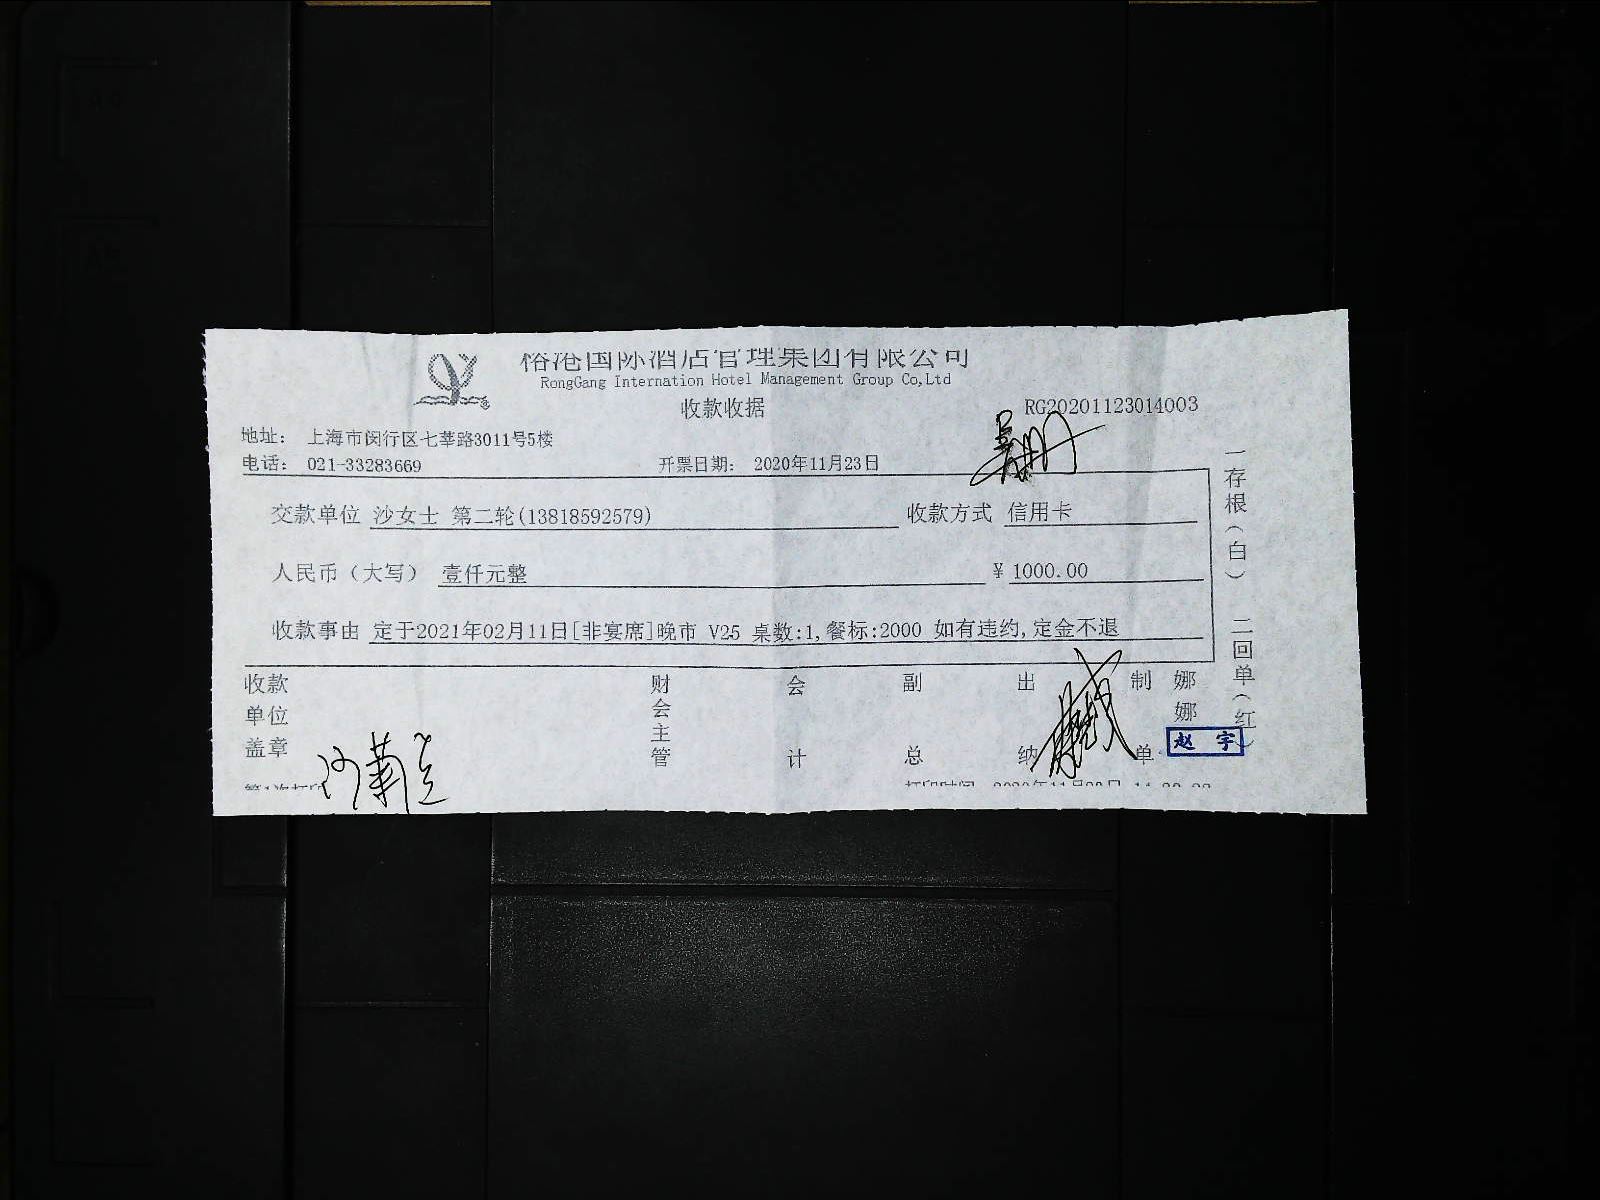 国际酒店管理集团有限公司
RongGang Internation Hotel Management Group Co,Ltd
收款收据
RG20201123014003
地址： 上海市闵行区七莘路3011号5楼
电话： 021-33283669 开票日期： 2020年11月23日
交款单位 沙女士 第二轮(13818592579) 收款方式 信用卡
人民币（大写） 壹仟元整 ¥ 1000.00
收款事由 定于2021年02月11日[非宴席]晚市 V25 桌数:1,餐标:2000 如有违约,定金不退
一存根（白） 二回单（红）
收款单位盖章 财会主管 会计 副总 出纳 制单 娜娜
赵宇